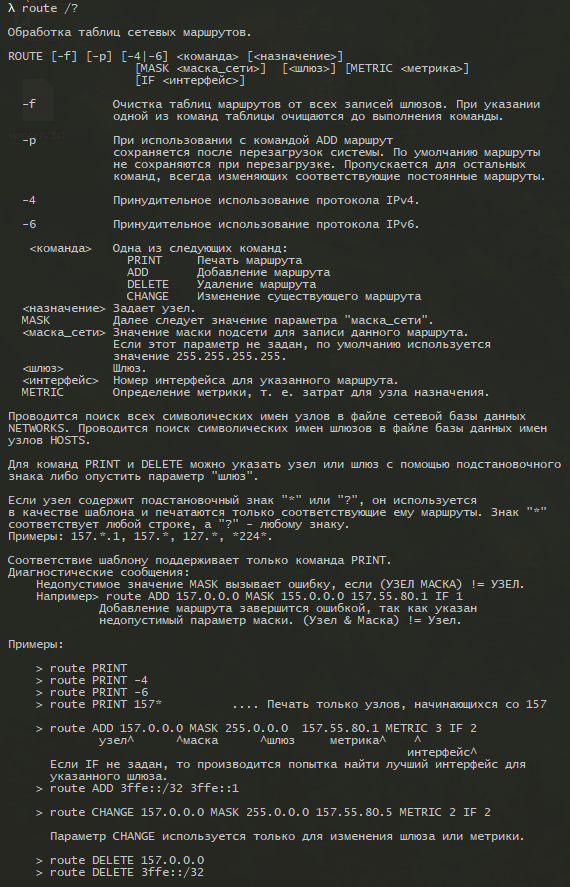 λ route /?
Обработка таблиц сетевых маршрутов.
ROUTE [-f] [-p] [-4|-6] <команда> [<назначение>]
[MASK <маска_сети>]  [<шлюз>] [METRIC <метрика>]
[IF <интерфейс>]
-f           Очистка таблиц маршрутов от всех записей шлюзов. При указании
одной из команд таблицы очищаются до выполнения команды.
-p           При использовании с командой ADD маршрут
сохраняется после перезагрузок системы. По умолчанию маршруты
не сохраняются при перезагрузке. Пропускается для остальных
команд, всегда изменяющих соответствующие постоянные маршруты.
-4           Принудительное использование протокола IPv4.
-6           Принудительное использование протокола IPv6.
<команда>   Одна из следующих команд:
PRINT     Печать маршрута
ADD       Добавление маршрута
DELETE    Удаление маршрута
CHANGE    Изменение существующего маршрута
<назначение> Задает узел.
MASK         Далее следует значение параметра "маска_сети".
<маска_сети> Значение маски подсети для записи данного маршрута.
Если этот параметр не задан, по умолчанию используется
значение 255.255.255.255.
<шлюз>       Шлюз.
<интерфейс>  Номер интерфейса для указанного маршрута.
METRIC       Определение метрики, т. е. затрат для узла назначения.
Проводится поиск всех символических имен узлов в файле сетевой базы данных
NETWORKS. Проводится поиск символических имен шлюзов в файле базы данных имен
узлов HOSTS.
Для команд PRINT и DELETE можно указать узел или шлюз с помощью подстановочного
знака либо опустить параметр "шлюз".
Если узел содержит подстановочный знак "*" или "?", он используется
в качестве шаблона и печатаются только соответствующие ему маршруты. Знак "*"
соответствует любой строке, а "?" - любому знаку.
Примеры: 157.*.1, 157.*, 127.*, *224*.
Соответствие шаблону поддерживает только команда PRINT.
Диагностические сообщения:
Недопустимое значение MASK вызывает ошибку, если (УЗЕЛ МАСКА) != УЗЕЛ.
Например> route ADD 157.0.0.0 MASK 155.0.0.0 157.55.80.1 IF 1
Добавление маршрута завершится ошибкой, так как указан
недопустимый параметр маски. (Узел & Маска) != Узел.
Примеры:
> route PRINT
> route PRINT -4
> route PRINT -6
> route PRINT 157*          .... Печать только узлов, начинающихся со 157
> route ADD 157.0.0.0 MASK 255.0.0.0  157.55.80.1 METRIC 3 IF 2
узел^      ^маска      ^шлюз     метрика^    ^
интерфейс^
Если IF не задан, то производится попытка найти лучший интерфейс для
указанного шлюза.
> route ADD 3ffe::/32 3ffe::1
> route CHANGE 157.0.0.0 MASK 255.0.0.0 157.55.80.5 METRIC 2 IF 2
Параметр CHANGE используется только для изменения шлюза или метрики.
> route DELETE 157.0.0.0
> route DELETE 3ffe::/32